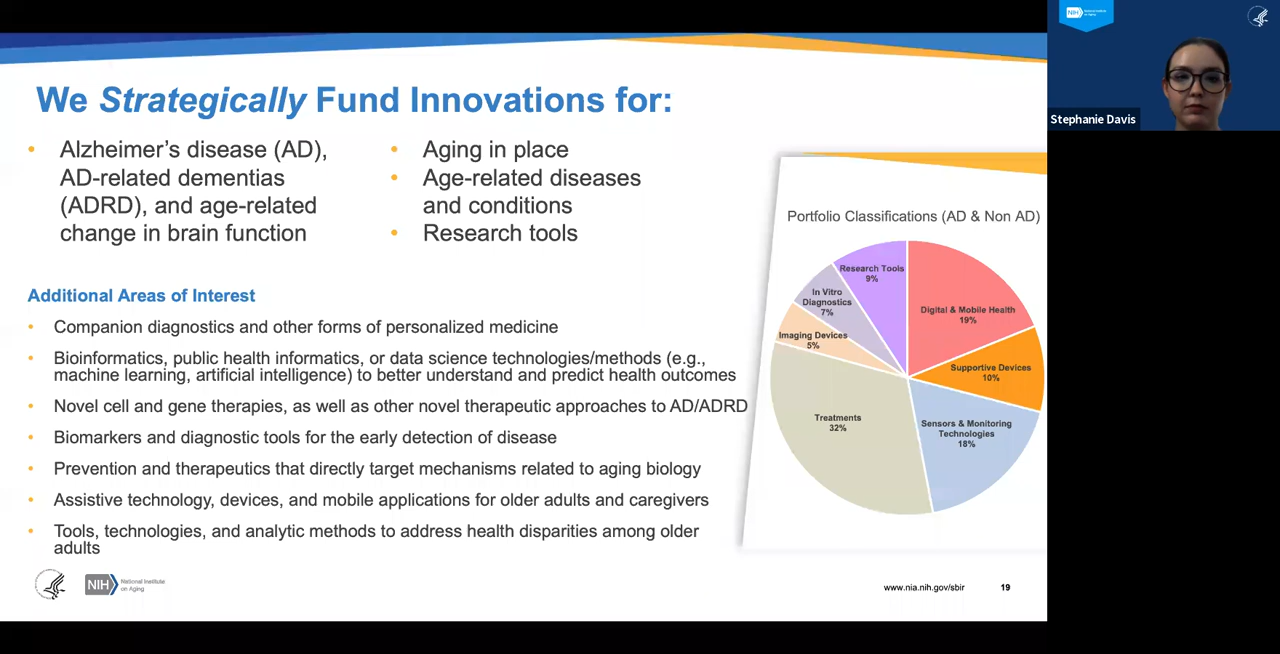 We Strategically Fund Innovations for:
• Alzheimer's disease (AD),
AD-related dementias
(ADRD), and age-related
change in brain function
• Aging in place
• Age-related diseases
and conditions
• Research tools
Additional Areas of Interest
• Companion diagnostics and other forms of personalized medicine
• Bioinformatics, public health informatics, or data science technologies/methods (e.g.,
machine learning, artificial intelligence) to better understand and predict health outcomes
• Novel cell and gene therapies, as well as other novel therapeutic approaches to AD/ADRD
• Biomarkers and diagnostic tools for the early detection of disease
• Prevention and therapeutics that directly target mechanisms related to aging biology
• Assistive technology, devices, and mobile applications for older adults and caregivers
• Tools, technologies, and analytic methods to address health disparities among older
adults
Portfolio Classifications (AD & Non AD)
Research Tools
9%
In Vitro
Diagnostics
7%
Imaging Devices
5%
Treatments
32%
Digital & Mobile Health
19%
Supportive Devices
10%
Sensors & Monitoring
Technologies
18%
NIH
National Institute
on Aging
www.nia.nih.gov/sbir
19
NIH
National Institute
on Aging
Stephanie Davis